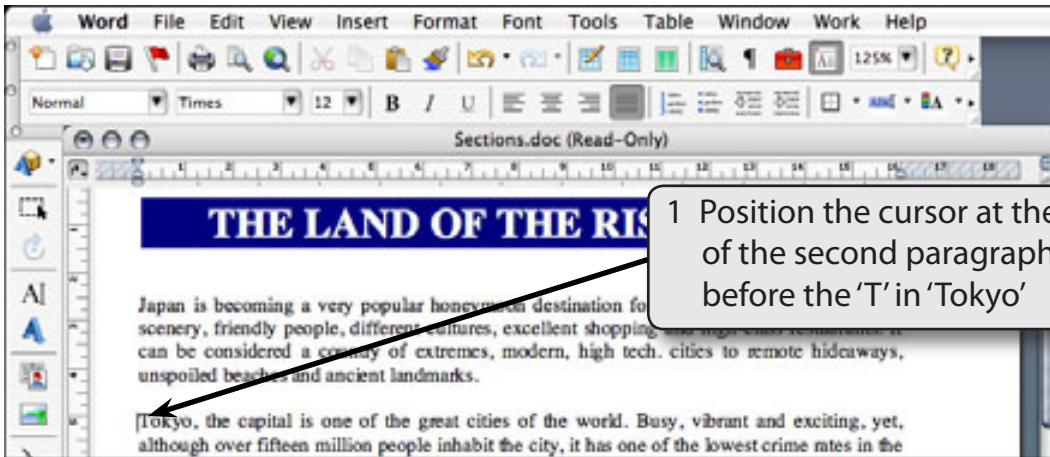 Word File Edit View Insert Format Font Tools Table Window Work Help
125%
Normal Times 12 B I U
Sections.doc (Read-Only)
THE LAND OF THE RIS
1 Position the cursor at the
of the second paragraph
before the 'T' in 'Tokyo'
Japan is becoming a very popular honeymoon destination fo
scenery, friendly people, different cultures, excellent shopping and high class restaurants. It
can be considered a country of extremes, modern, high tech. cities to remote hideaways,
unspoiled beaches and ancient landmarks.
Tokyo, the capital is one of the great cities of the world. Busy, vibrant and exciting, yet,
although over fifteen million people inhabit the city, it has one of the lowest crime rates in the